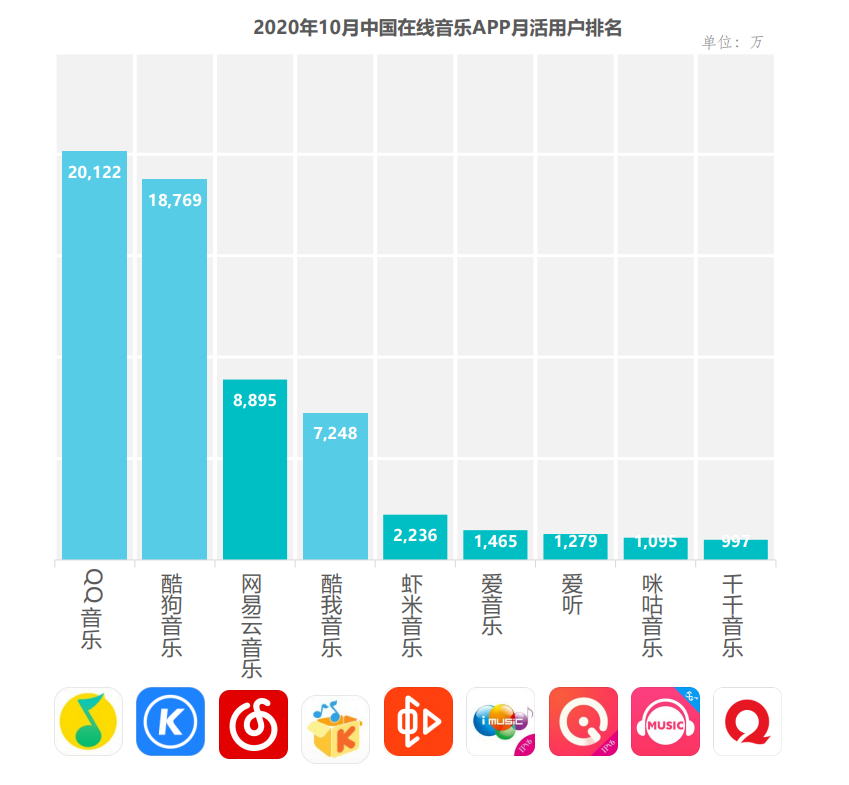 2020年10月中国在线音乐APP月活用户排名
单位：万
20,122
18,769
8,895
7,248
2,236
1,465
1,279
1,095
997
QQ音乐
酷狗音乐
网易云音乐
酷我音乐
虾米音乐
爱音乐
爱听
咪咕音乐
千千音乐
K
K
i MUSiC
MUSIC